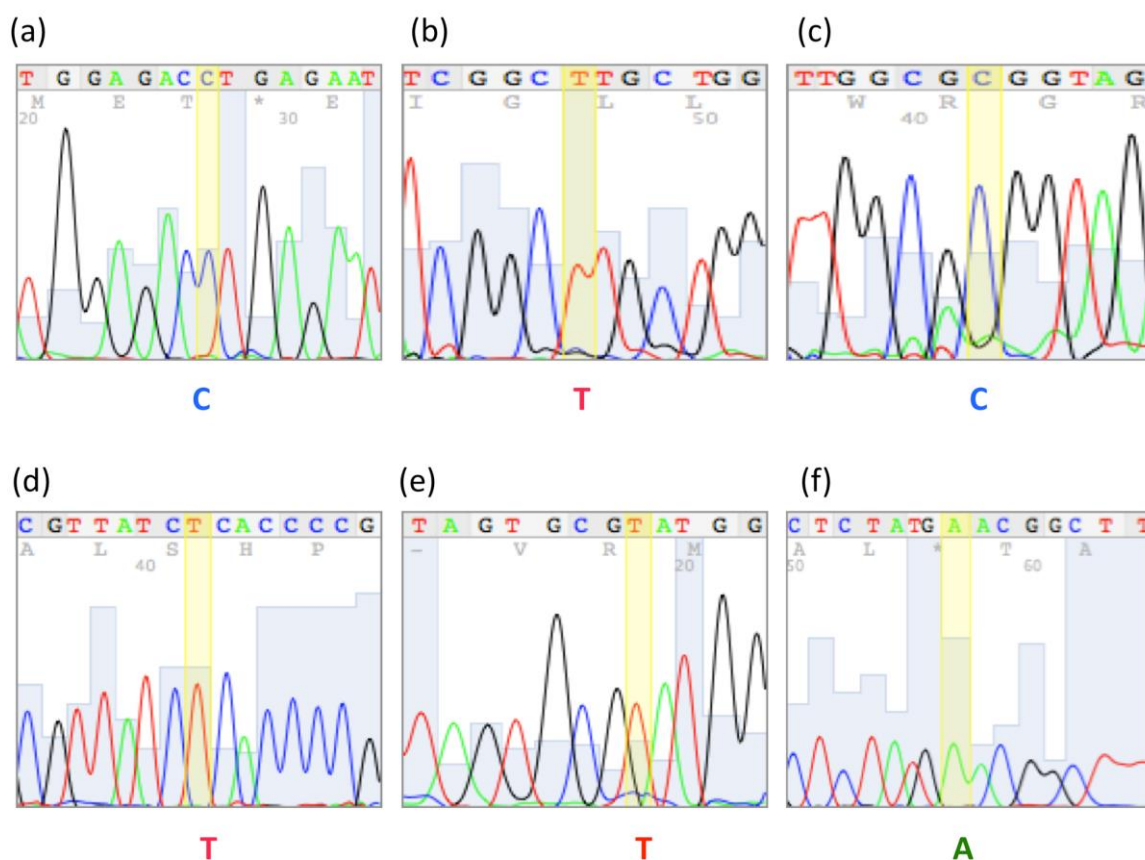 (a)
(b)
(c)
T G G A G A C C T G A G A A T
T C G G C T T G C T G G
T T G G C G C G G T A G
M E T * E
I G L L
W R G R
20 30
50
40
C
T
C
(d)
(e)
(f)
C G T T A T C T C A C C C C G
T A G T G C G T A T G G
C T C T A T G A A C G G C T T
A L S H P
- V R M
A L * T A
40
20
50 60
T
T
A